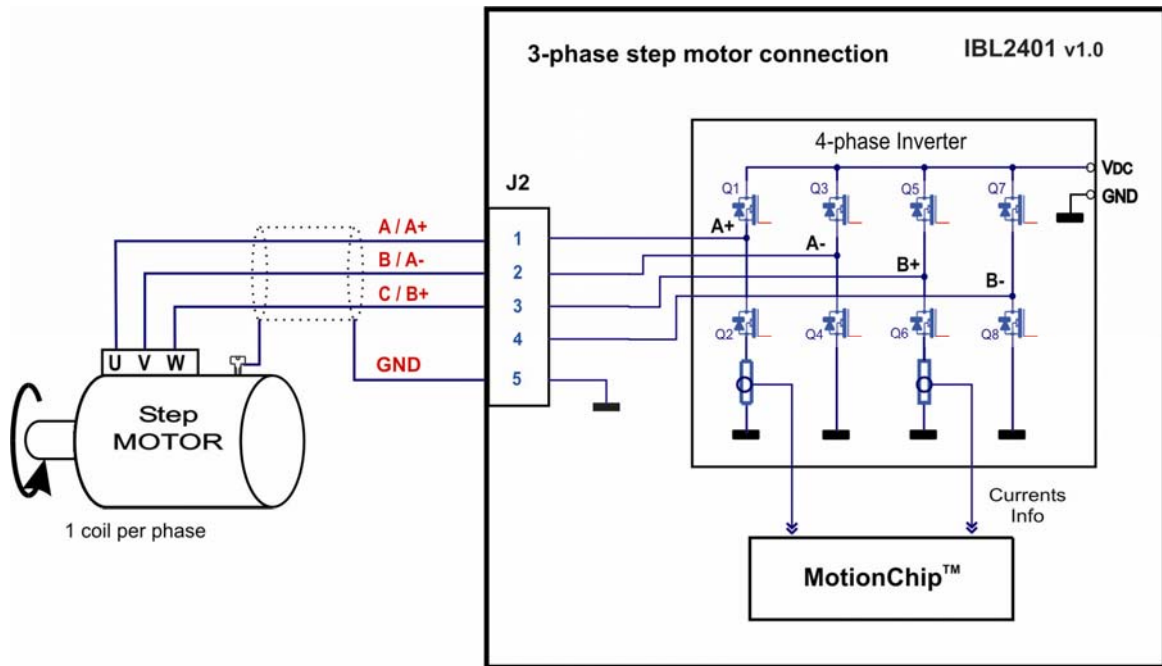 3-phase step motor connection
IBL2401 v1.0
4-phase Inverter
VDC
GND
Q1
Q3
Q5
Q7
J2
A / A+
1
A+
B / A-
2
A-
C / B+
3
B+
4
B-
Q2
Q4
Q6
Q8
GND
5
U V W
Step
MOTOR
1 coil per phase
Currents
Info
MotionChip™